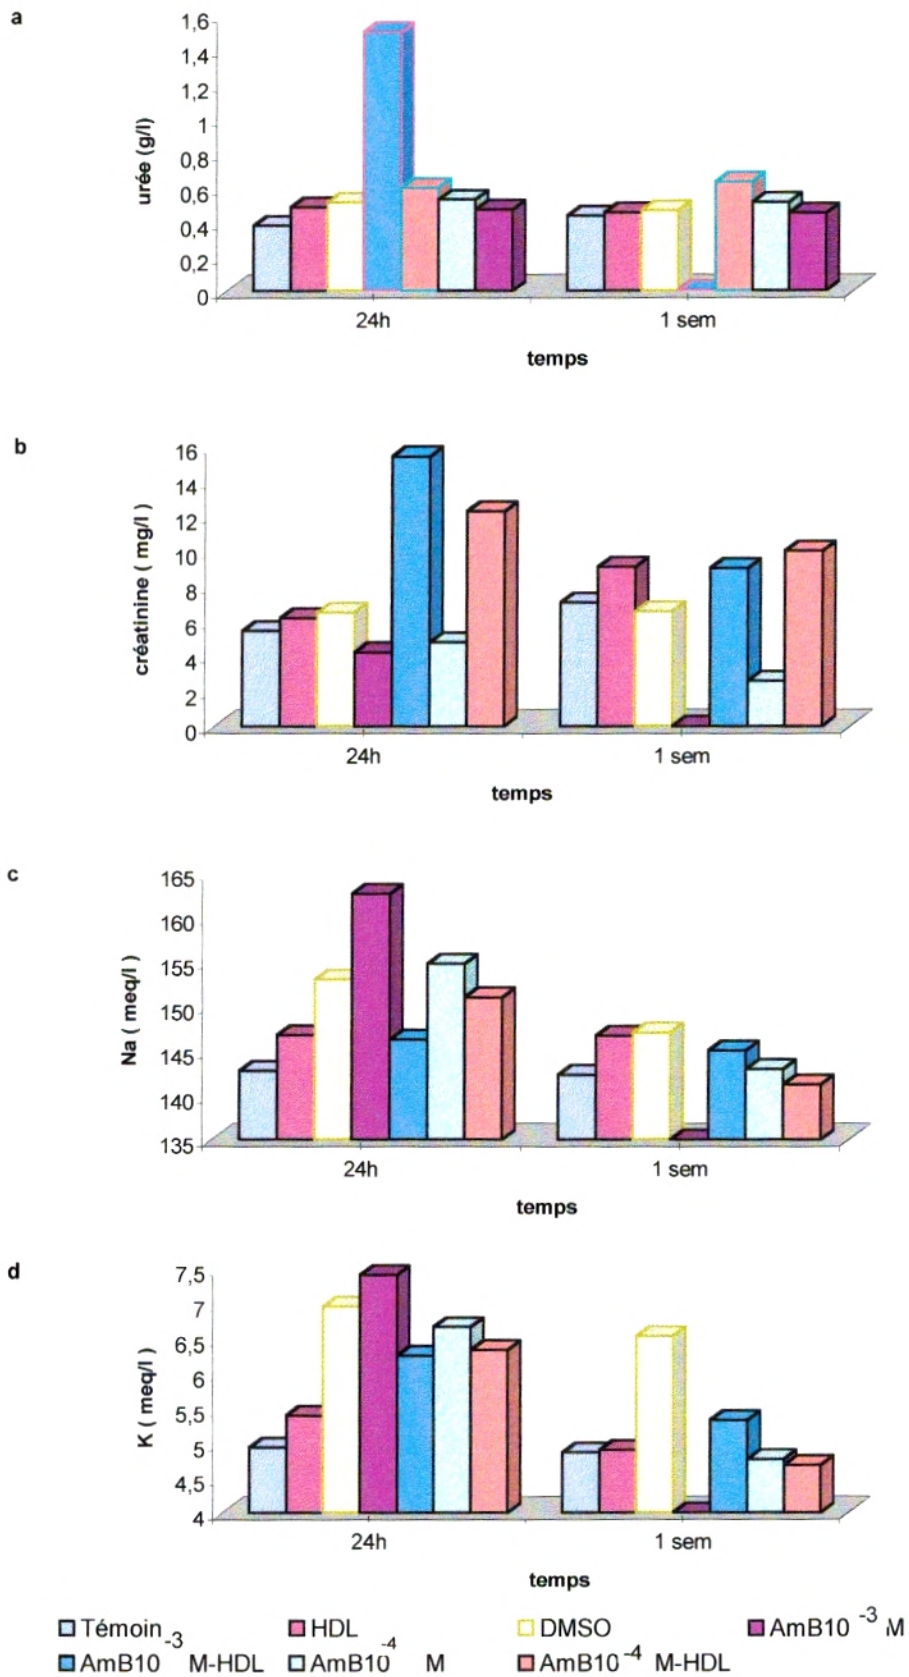 a
urée (g/l)
1,6
1,4
1,2
1
0,8
0,6
0,4
0,2
0
24h 1 sem
temps
b
créatinine ( mg/l )
16
14
12
10
8
6
4
2
0
24h 1 sem
temps
c
Na ( meq/l )
165
160
155
150
145
140
135
24h 1 sem
temps
d
K ( meq/l )
7,5
7
6,5
6
5,5
5
4,5
4
24h 1 sem
temps
Témoin HDL DMSO AmB10⁻³ M
AmB10⁻³ M-HDL AmB10⁻⁴ M AmB10⁻⁴ M-HDL